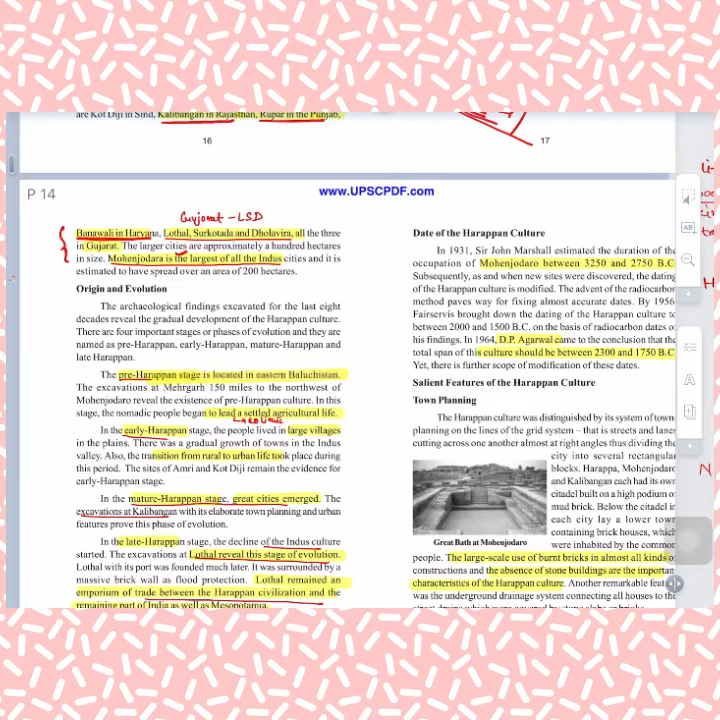 are Kot Diji in Sind, Kalibangan in Rajasthan, Rupar in the Punjab,
16
17
P 14
www.UPSCPDF.com
Gujarat - LSD
Banawali in Haryana, Lothal, Surkotada and Dholavira, all the three
in Gujarat. The larger cities are approximately a hundred hectares
in size. Mohenjodara is the largest of all the Indus cities and it is
estimated to have spread over an area of 200 hectares.
Origin and Evolution
The archaeological findings excavated for the last eight
decades reveal the gradual development of the Harappan culture.
There are four important stages or phases of evolution and they are
named as pre-Harappan, early-Harappan, mature-Harappan and
late Harappan.
The pre-Harappan stage is located in eastern Baluchistan.
The excavations at Mehrgarh 150 miles to the northwest of
Mohenjodaro reveal the existence of pre-Harappan culture. In this
stage, the nomadic people began to lead a settled agricultural life.
In the early-Harappan stage, the people lived in large villages
in the plains. There was a gradual growth of towns in the Indus
valley. Also, the transition from rural to urban life took place during
this period. The sites of Amri and Kot Diji remain the evidence for
early-Harappan stage.
In the mature-Harappan stage, great cities emerged. The
excavations at Kalibangan with its elaborate town planning and urban
features prove this phase of evolution.
In the late-Harappan stage, the decline of the Indus culture
started. The excavations at Lothal reveal this stage of evolution.
Lothal with its port was founded much later. It was surrounded by a
massive brick wall as flood protection. Lothal remained an
emporium of trade between the Harappan civilization and the
remaining part of India as well as Mesopotamia.
Date of the Harappan Culture
In 1931, Sir John Marshall estimated the duration of the
occupation of Mohenjodaro between 3250 and 2750 B.C
Subsequently, as and when new sites were discovered, the dating
of the Harappan culture is modified. The advent of the radiocarbon
method paves way for fixing almost accurate dates. By 1956
Fairservis brought down the dating of the Harappan culture to
between 2000 and 1500 B.C. on the basis of radiocarbon dates o
his findings. In 1964, D.P. Agarwal came to the conclusion that the
total span of this culture should be between 2300 and 1750 B.C
Yet, there is further scope of modification of these dates.
Salient Features of the Harappan Culture
Town Planning
The Harappan culture was distinguished by its system of town
planning on the lines of the grid system – that is streets and lanes
cutting across one another almost at right angles thus dividing the
city into several rectangular
blocks. Harappa, Mohenjodaro
and Kalibangan each had its own
citadel built on a high podium of
mud brick. Below the citadel in
each city lay a lower town
containing brick houses, which
Great Bath at Mohenjodaro
were inhabited by the common
people. The large-scale use of burnt bricks in almost all kinds o
constructions and the absence of stone buildings are the important
characteristics of the Harappan culture. Another remarkable feat
was the underground drainage system connecting all houses to the
street drains which were covered by stone slabs or bricks.